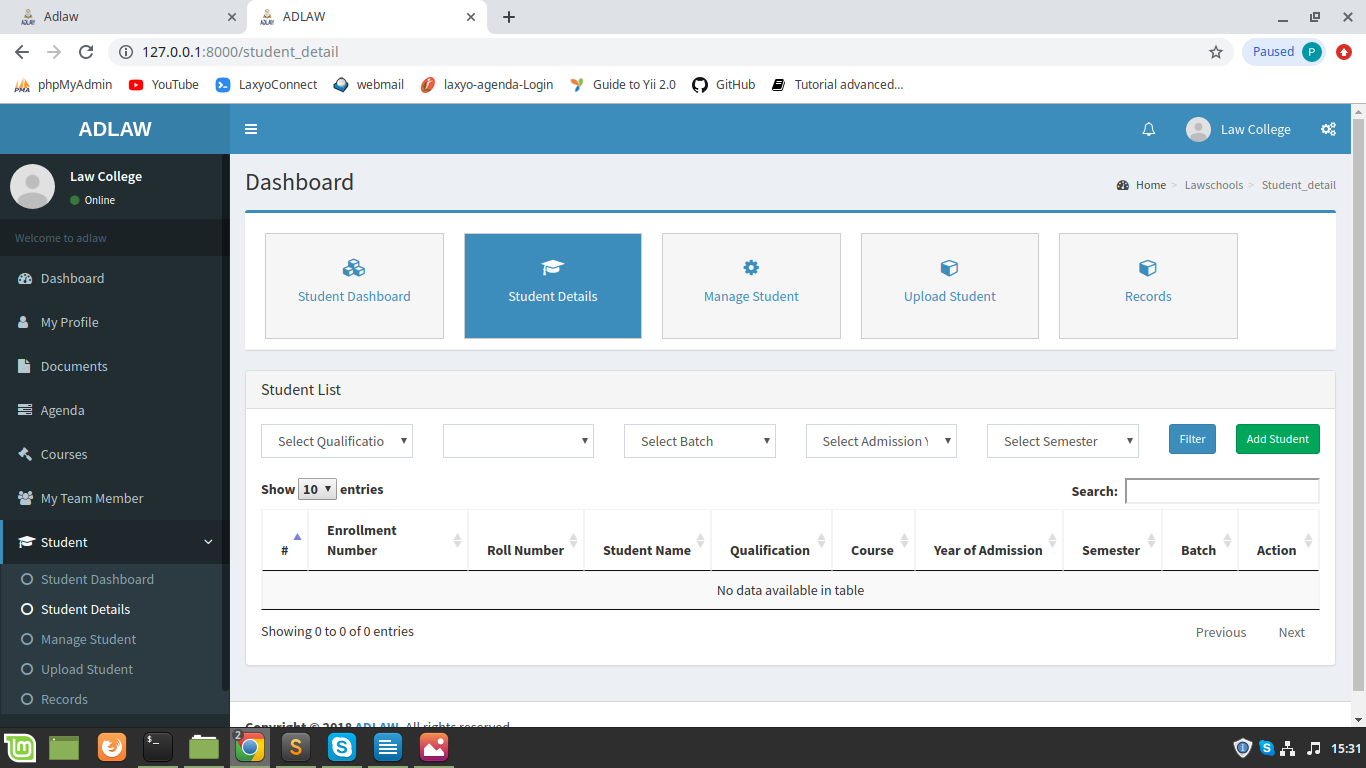 Adlaw
ADLAW
127.0.0.1:8000/student_detail
Paused P
phpMyAdmin YouTube LaxyoConnect webmail laxyo-agenda-Login Guide to Yii 2.0 GitHub Tutorial advanced...
ADLAW
Law College
Law College
Online
Welcome to adlaw
Dashboard
My Profile
Documents
Agenda
Courses
My Team Member
Student
Student Dashboard
Student Details
Manage Student
Upload Student
Records
Dashboard
Home > Lawschools > Student_detail
Student Dashboard
Student Details
Manage Student
Upload Student
Records
Student List
Select Qualificatio
Select Batch
Select Admission Y
Select Semester
Filter
Add Student
Show 10 entries
Search:
# Enrollment Number Roll Number Student Name Qualification Course Year of Admission Semester Batch Action
No data available in table
Showing 0 to 0 of 0 entries
Previous Next
Copyright © 2018 ADLAW. All rights reserved
2
15:31